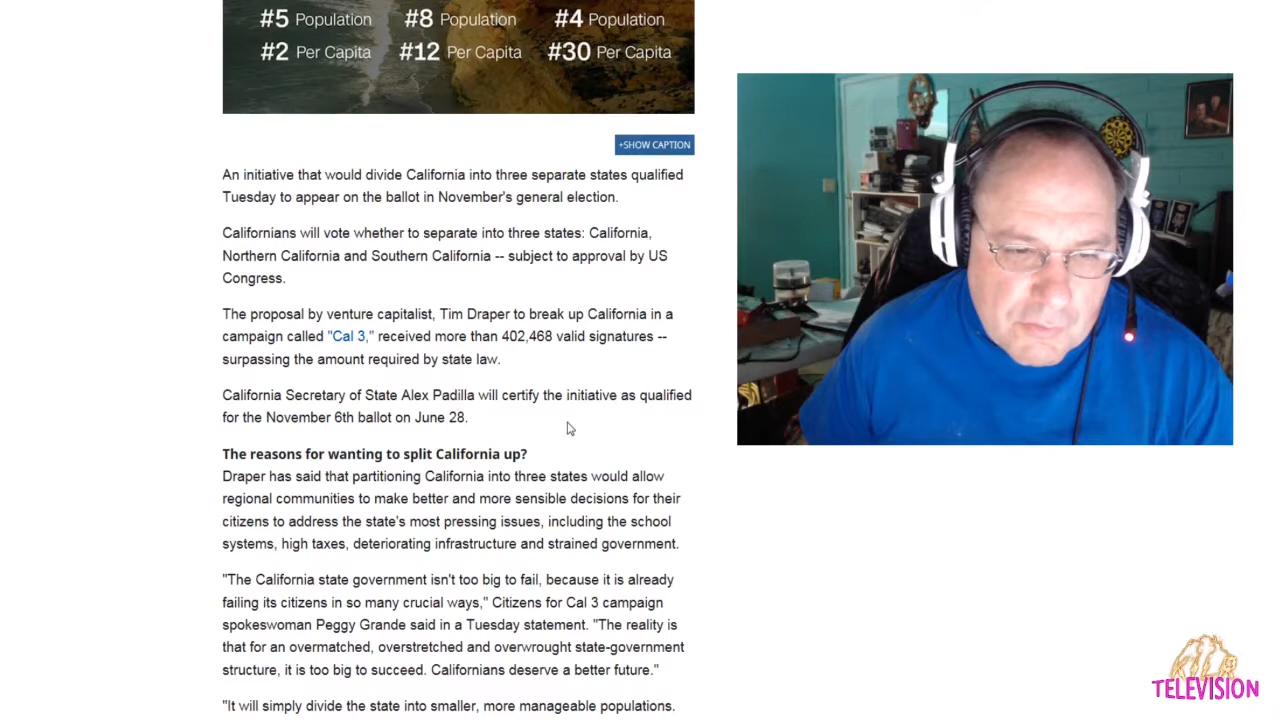 #5 Population #8 Population #4 Population
#2 Per Capita #12 Per Capita #30 Per Capita
+SHOW CAPTION
An initiative that would divide California into three separate states qualified
Tuesday to appear on the ballot in November's general election.
Californians will vote whether to separate into three states: California,
Northern California and Southern California -- subject to approval by US
Congress.
The proposal by venture capitalist, Tim Draper to break up California in a
campaign called "Cal 3," received more than 402,468 valid signatures --
surpassing the amount required by state law.
California Secretary of State Alex Padilla will certify the initiative as qualified
for the November 6th ballot on June 28.
The reasons for wanting to split California up?
Draper has said that partitioning California into three states would allow
regional communities to make better and more sensible decisions for their
citizens to address the state's most pressing issues, including the school
systems, high taxes, deteriorating infrastructure and strained government.
"The California state government isn't too big to fail, because it is already
failing its citizens in so many crucial ways," Citizens for Cal 3 campaign
spokeswoman Peggy Grande said in a Tuesday statement. "The reality is
that for an overmatched, overstretched and overwrought state-government
structure, it is too big to succeed. Californians deserve a better future."
"It will simply divide the state into smaller, more manageable populations.
KILR
TELEVISION